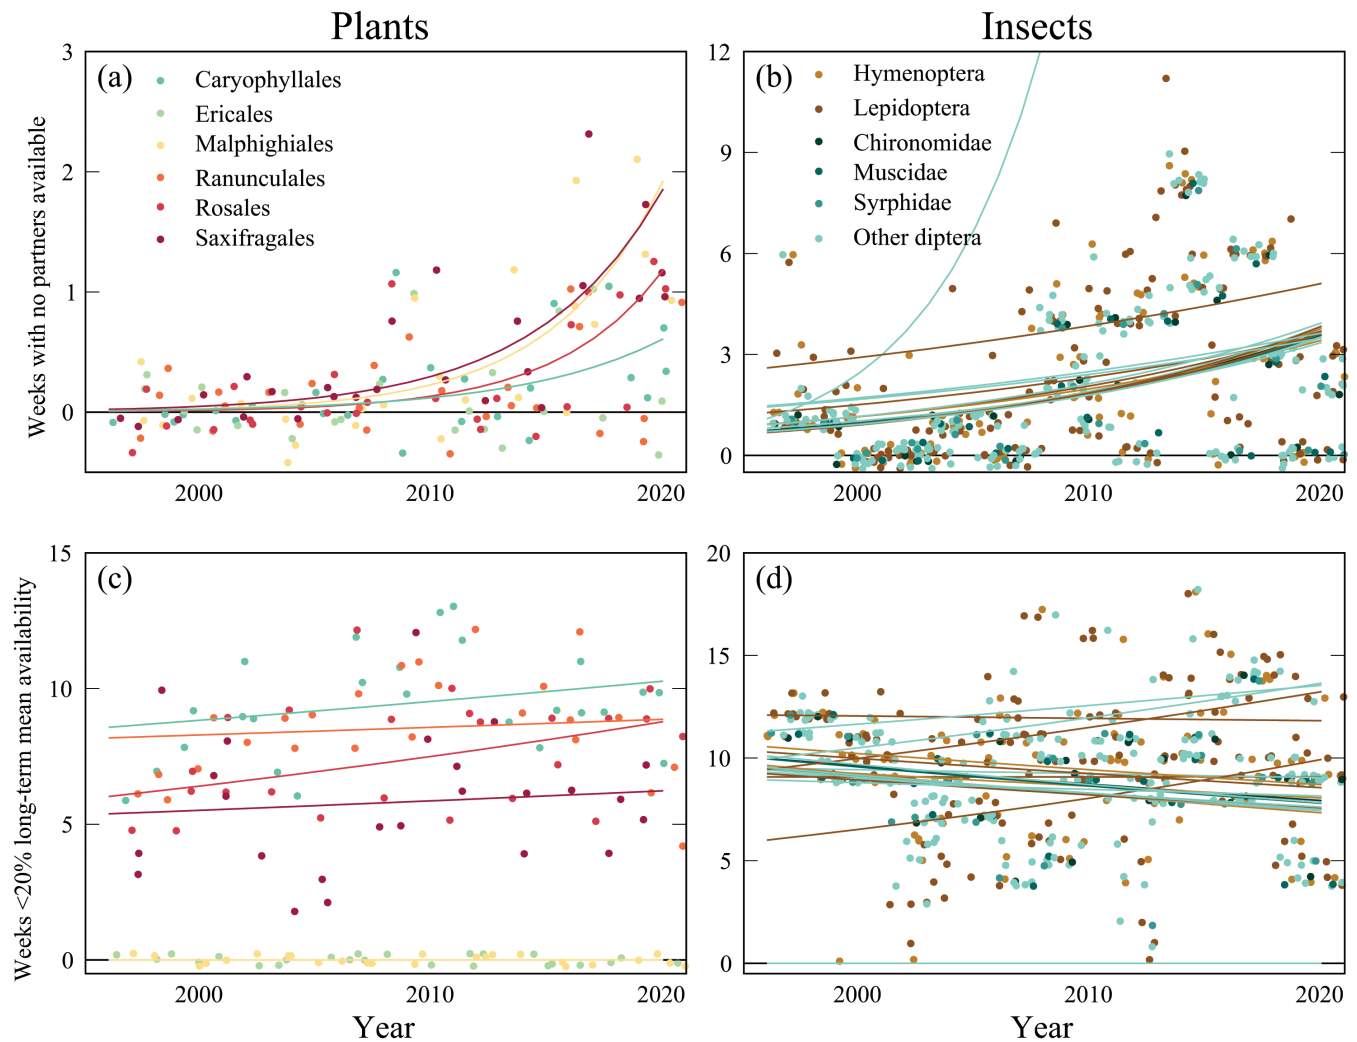 Plants
Insects
Weeks with no partners available
3
2
1
0
(a)
Caryophyllales
Ericales
Malphighiales
Ranunculales
Rosales
Saxifragales
2000
2010
2020
12
9
6
3
0
(b)
Hymenoptera
Lepidoptera
Chironomidae
Muscidae
Syrphidae
Other diptera
2000
2010
2020
Weeks <20% long-term mean availability
15
10
5
0
(c)
2000
2010
2020
Year
20
15
10
5
0
(d)
2000
2010
2020
Year